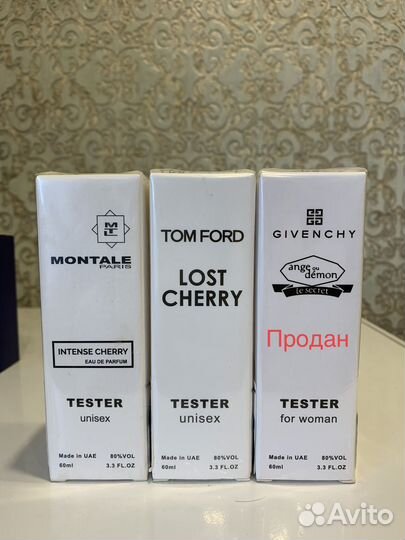 MT
MONTALE
PARIS
INTENSE CHERRY
EAU DE PARFUM
TESTER
unisex
Made in UAE 80%VOL
60ml 3.3 FL.OZ
TOM FORD
LOST
CHERRY
TESTER
unisex
Made in UAE 80%VOL
60ml 3.3 FL.OZ
GIVENCHY
ange ou
démon
le secret
Продан
TESTER
for woman
Made in UAE 80%VOL
60ml 3.3 FL.OZ
Avito